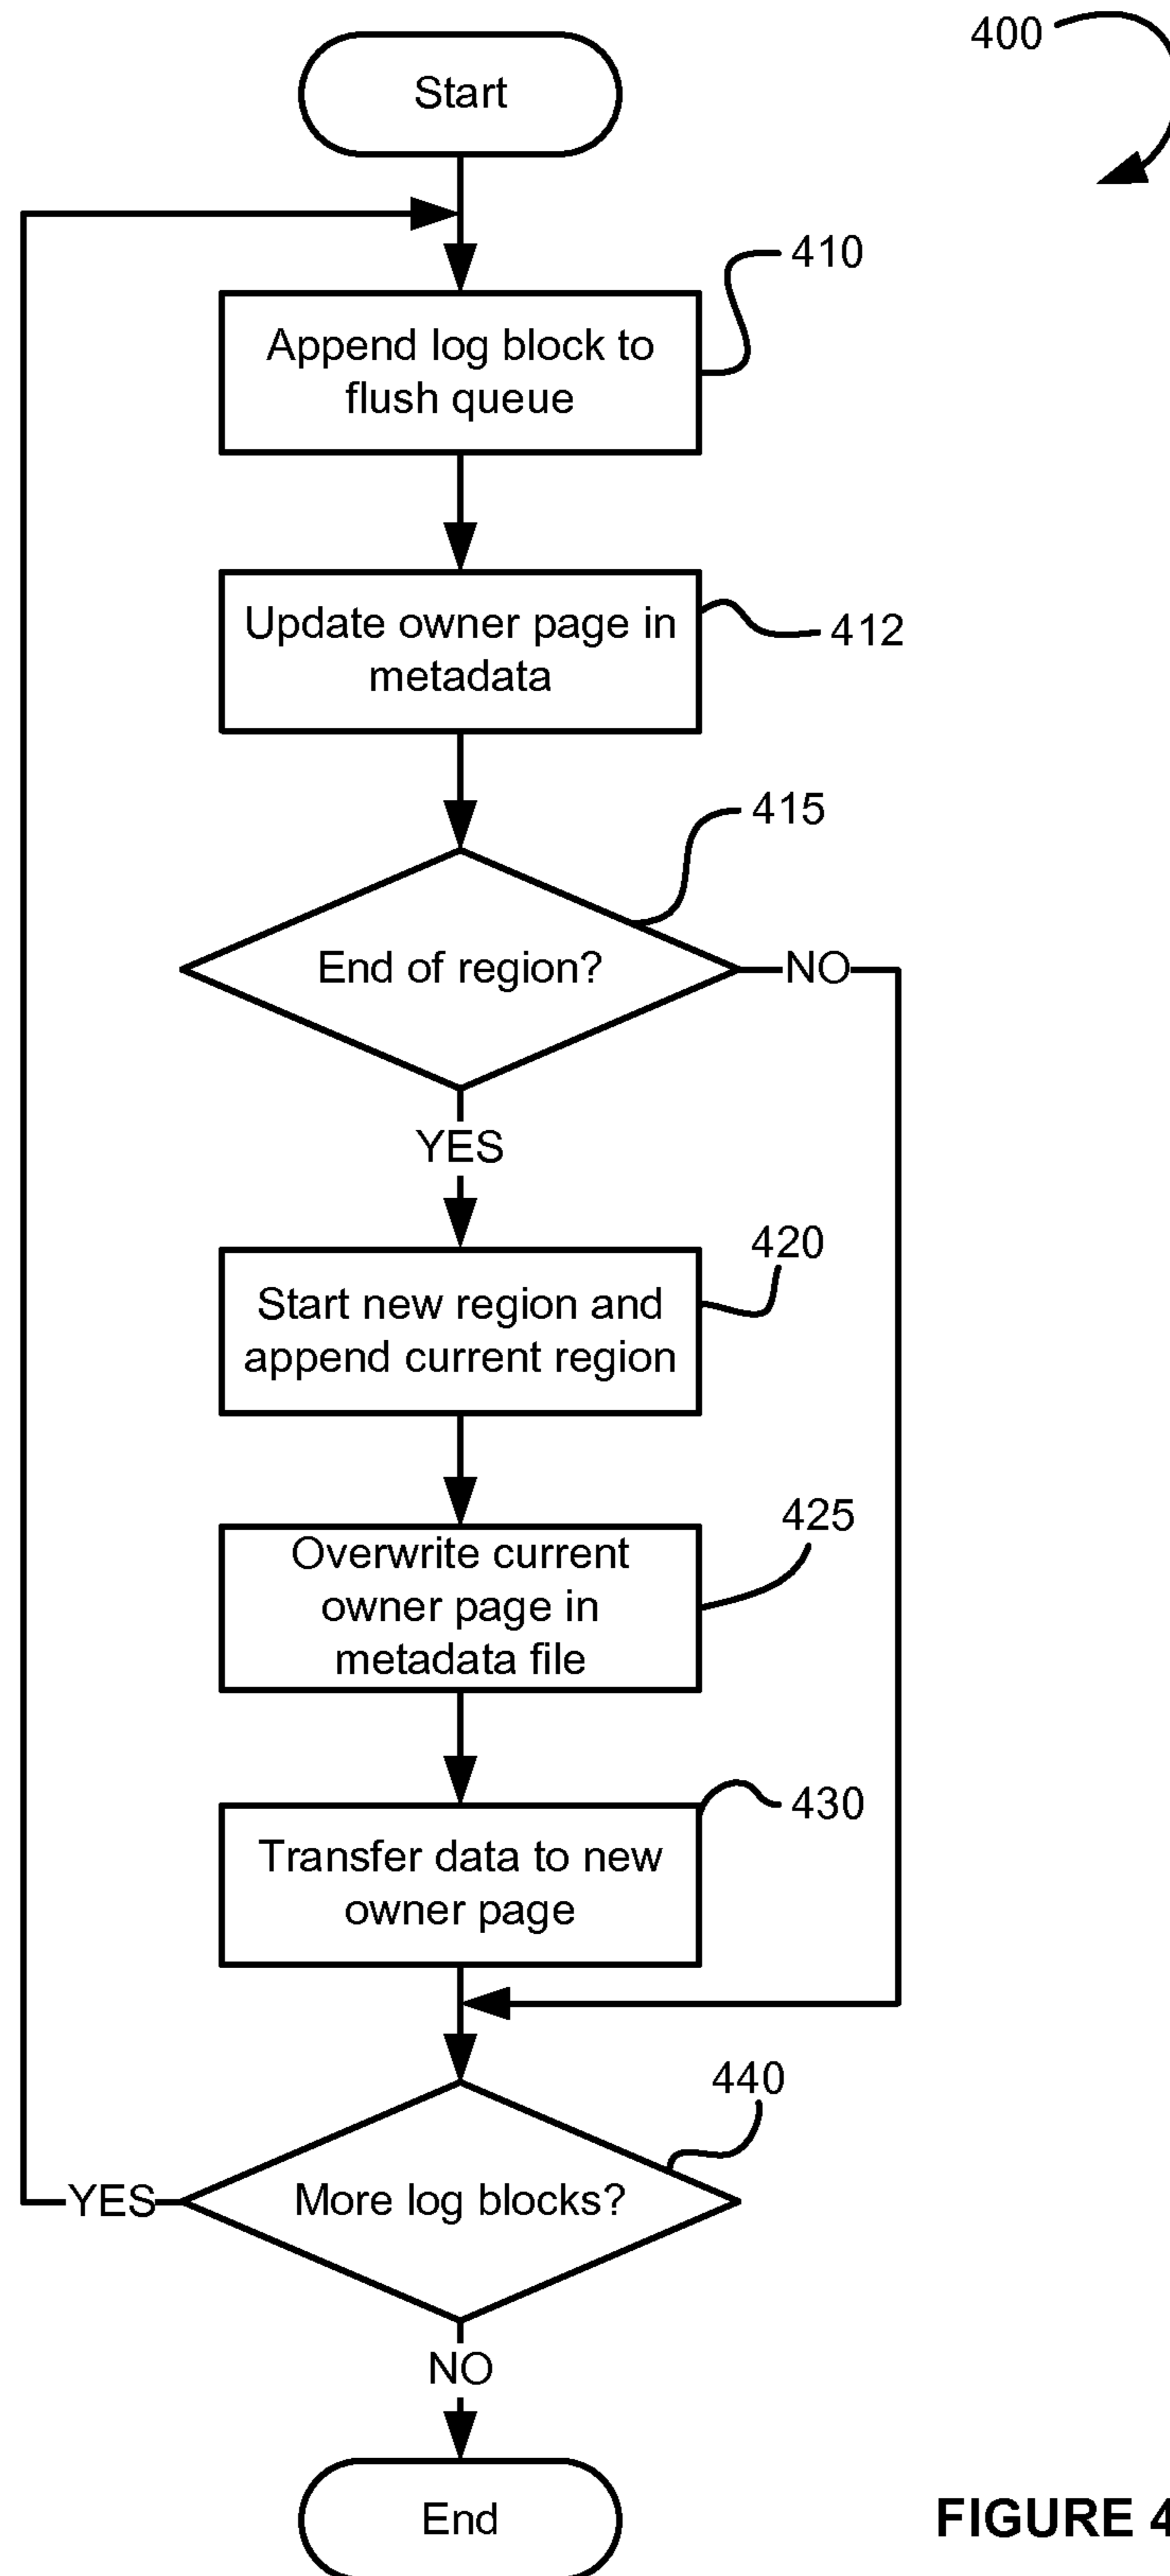 400
Start
410
Append log block to
flush queue
Update owner page in
metadata
412
415
End of region?
NO
YES
420
Start new region and
append current region
425
Overwrite current
owner page in
metadata file
430
Transfer data to new
owner page
440
More log blocks?
YES
NO
End
FIGURE 4